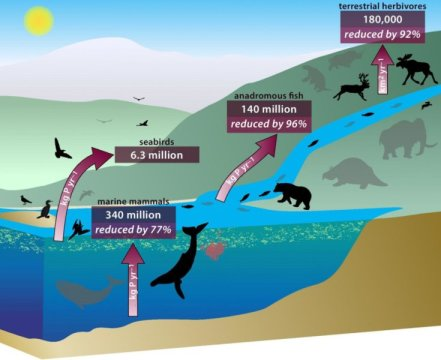 terrestrial herbivores
180,000
reduced by 92%
km² yr⁻¹
anadromous fish
140 million
reduced by 96%
kg P yr⁻¹
seabirds
6.3 million
kg P yr⁻¹
marine mammals
340 million
reduced by 77%
kg P yr⁻¹